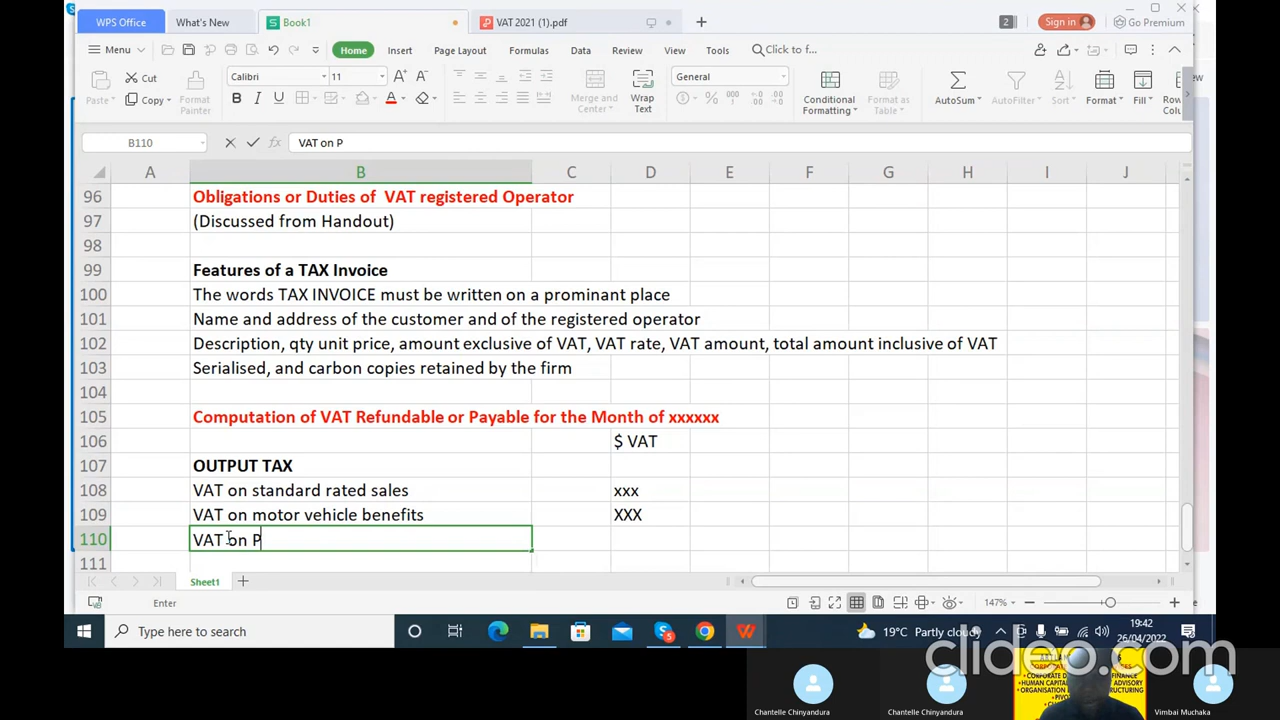 WPS Office
What's New
Book1
VAT 2021 (1).pdf
2
Sign in
Go Premium
Menu
Home
Insert
Page Layout
Formulas
Data
Review
View
Tools
Click to f...
Paste
Cut
Copy
Format Painter
Calibri
11
Merge and Center
Wrap Text
General
Conditional Formatting
Format as Table
AutoSum
AutoFilter
Sort
Format
Fill
B110
VAT on P
A B C D E F G H I J
96 Obligations or Duties of VAT registered Operator
97 (Discussed from Handout)
98
99 Features of a TAX Invoice
100 The words TAX INVOICE must be written on a prominant place
101 Name and address of the customer and of the registered operator
102 Description, qty unit price, amount exclusive of VAT, VAT rate, VAT amount, total amount inclusive of VAT
103 Serialised, and carbon copies retained by the firm
104
105 Computation of VAT Refundable or Payable for the Month of xxxxxx
106 $ VAT
107 OUTPUT TAX
108 VAT on standard rated sales xxx
109 VAT on motor vehicle benefits XXX
110 VAT on P
111
Sheet1
Enter
147%
Type here to search
19°C Partly cloudy
19:42
26/04/2022
clideo.com
Chantelle Chinyandura
Chantelle Chinyandura
Vimbai Muchaka